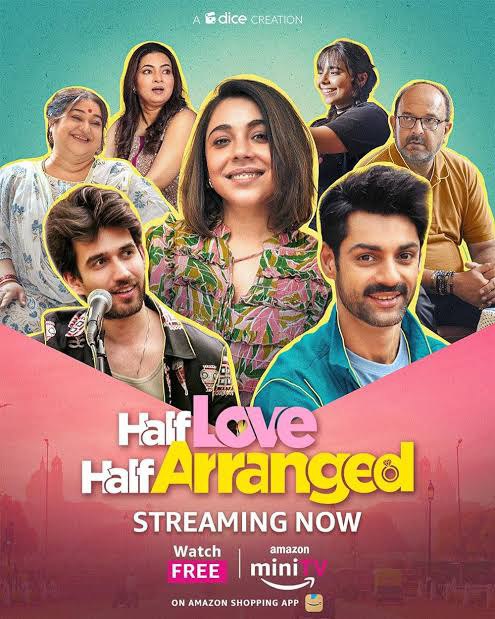 A dice CREATION
Half Love
Half Arranged
STREAMING NOW
Watch
FREE
amazon
miniTV
ON AMAZON SHOPPING APP